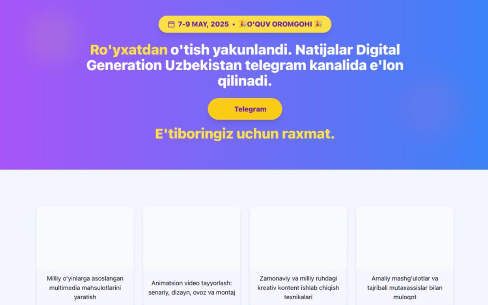 7-9 MAY, 2025 • 🎉O'QUV OROMGOHI 🎉
Ro'yxatdan o'tish yakunlandi. Natijalar Digital
Generation Uzbekistan telegram kanalida e'lon
qilinadi.
Telegram
E'tiboringiz uchun raxmat.
Milliy o'yinlarga asoslangan
multimedia mahsulotlarini
yaratish
Animatsion video tayyorlash:
senariy, dizayn, ovoz va montaj
Zamonaviy va milliy ruhdagi
kreativ kontent ishlab chiqish
texnikalari
Amaliy mashg'ulotlar va
tajribali mutaxassislar bilan
muloqot